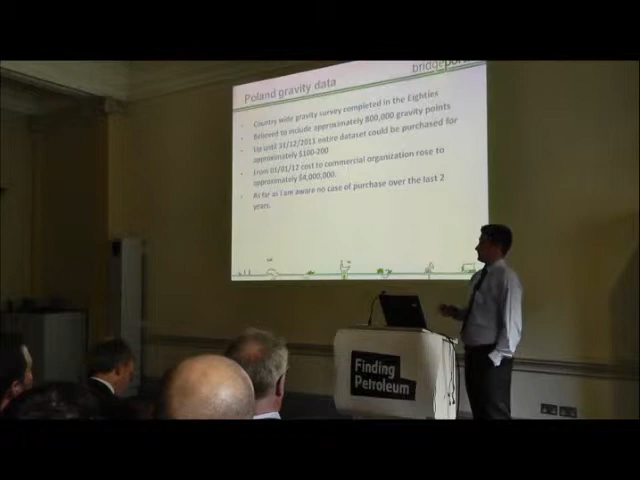 Poland gravity data
Country wide gravity survey completed in the Eighties
Believed to include approximately 800,000 gravity points
Up until 31/12/2011 entire dataset could be purchased for
approximately $100-200
From 01/01/12 cost to commercial organization rose to
approximately $4,000,000.
As far as I am aware no case of purchase over the last 2
years.
Finding
Petroleum